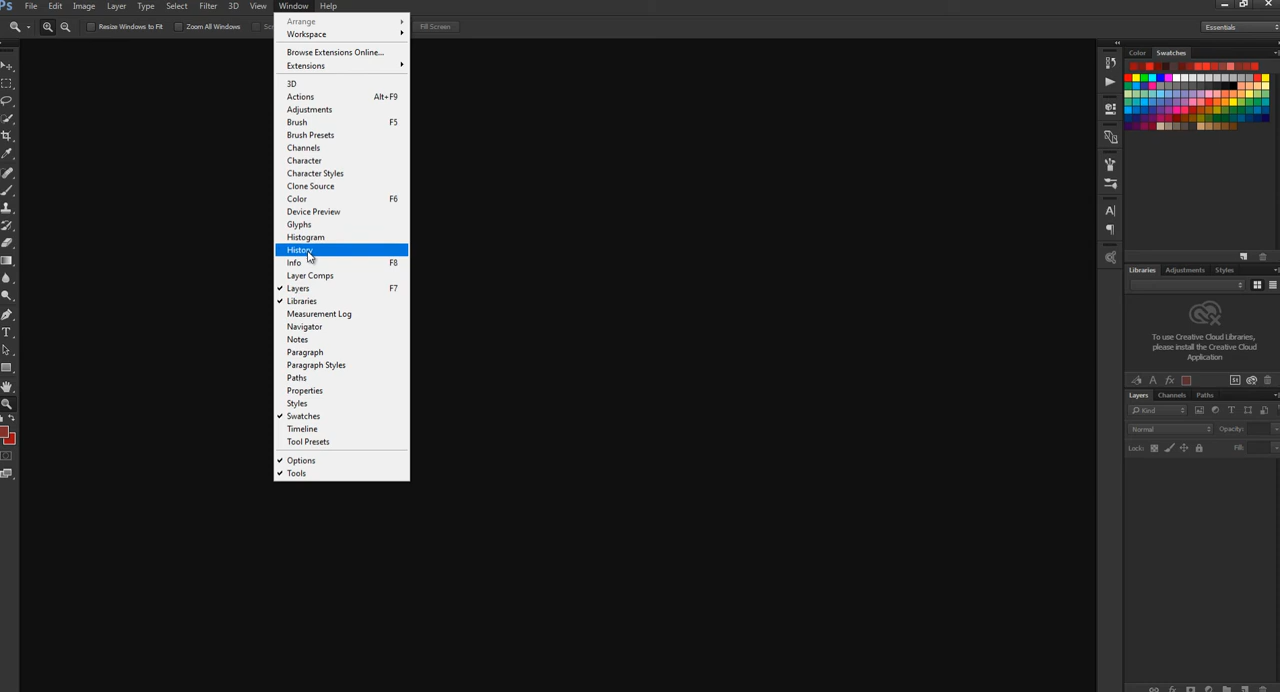 PS File Edit Image Layer Type Select Filter 3D View Window Help
Resize Windows to Fit Zoom All Windows Fill Screen Essentials
Arrange
Workspace
Browse Extensions Online...
Extensions
3D
Actions Alt+F9
Adjustments
Brush F5
Brush Presets
Channels
Character
Character Styles
Clone Source
Color F6
Device Preview
Glyphs
Histogram
History
Info F8
Layer Comps
Layers F7
Libraries
Measurement Log
Navigator
Notes
Paragraph
Paragraph Styles
Paths
Properties
Styles
Swatches
Timeline
Tool Presets
Options
Tools
Color Swatches
Libraries Adjustments Styles
To use Creative Cloud Libraries,
please install the Creative Cloud
Application
Layers Channels Paths
Kind
Normal Opacity:
Lock: Fill: